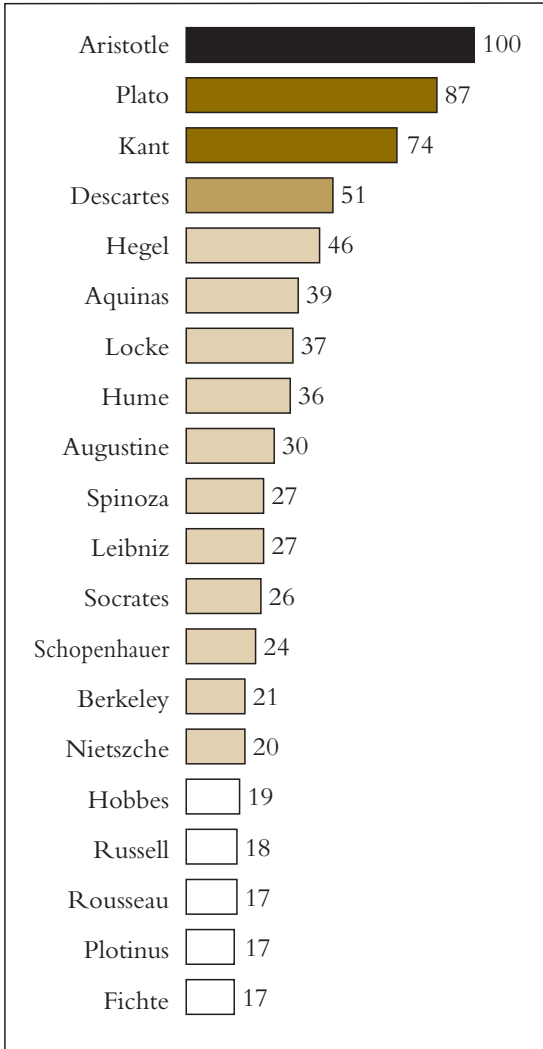 Aristotle 100
Plato 87
Kant 74
Descartes 51
Hegel 46
Aquinas 39
Locke 37
Hume 36
Augustine 30
Spinoza 27
Leibniz 27
Socrates 26
Schopenhauer 24
Berkeley 21
Nietszche 20
Hobbes 19
Russell 18
Rousseau 17
Plotinus 17
Fichte 17